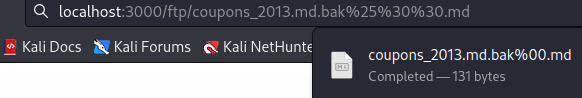 localhost:3000/ftp/coupons_2013.md.bak%25%30%30.md
Kali Docs Kali Forums Kali NetHunte
coupons_2013.md.bak%00.md
Completed — 131 bytes